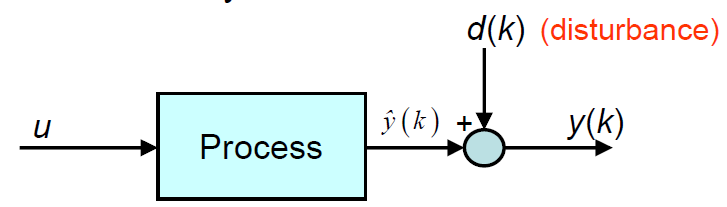 d(k) (disturbance)
u
Process
ŷ(k)
+
y(k)